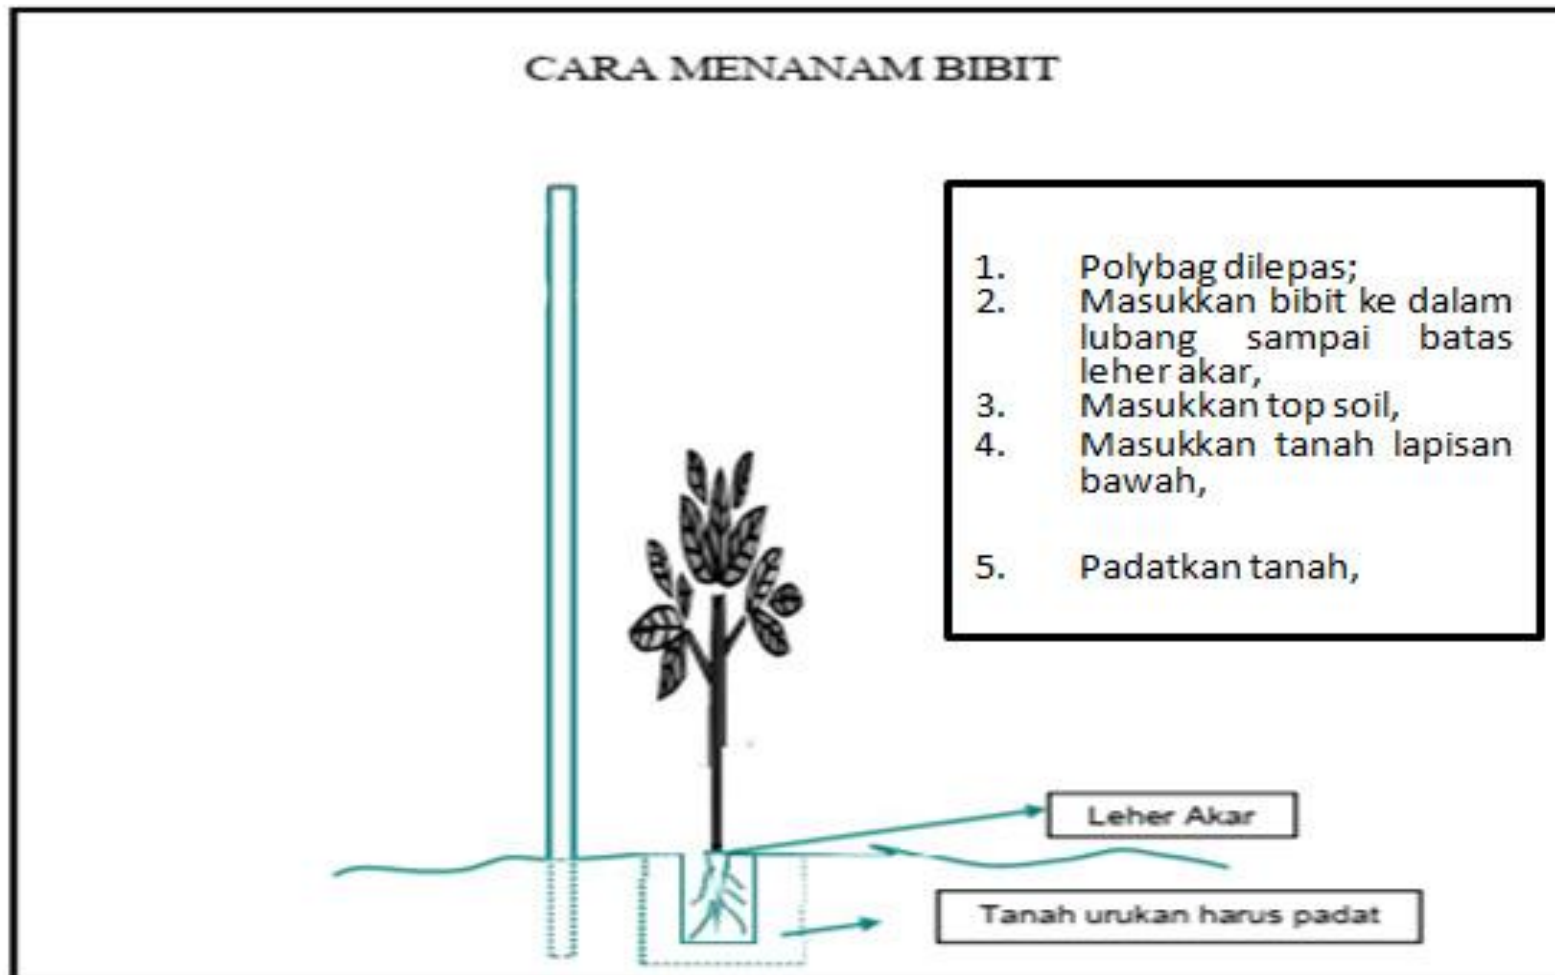 CARA MENANAM BIBIT
1. Polybag dilepas;
2. Masukkan bibit ke dalam
lubang sampai batas
leher akar,
3. Masukkan top soil,
4. Masukkan tanah lapisan
bawah,
5. Padatkan tanah,
Leher Akar
Tanah urukan harus padat